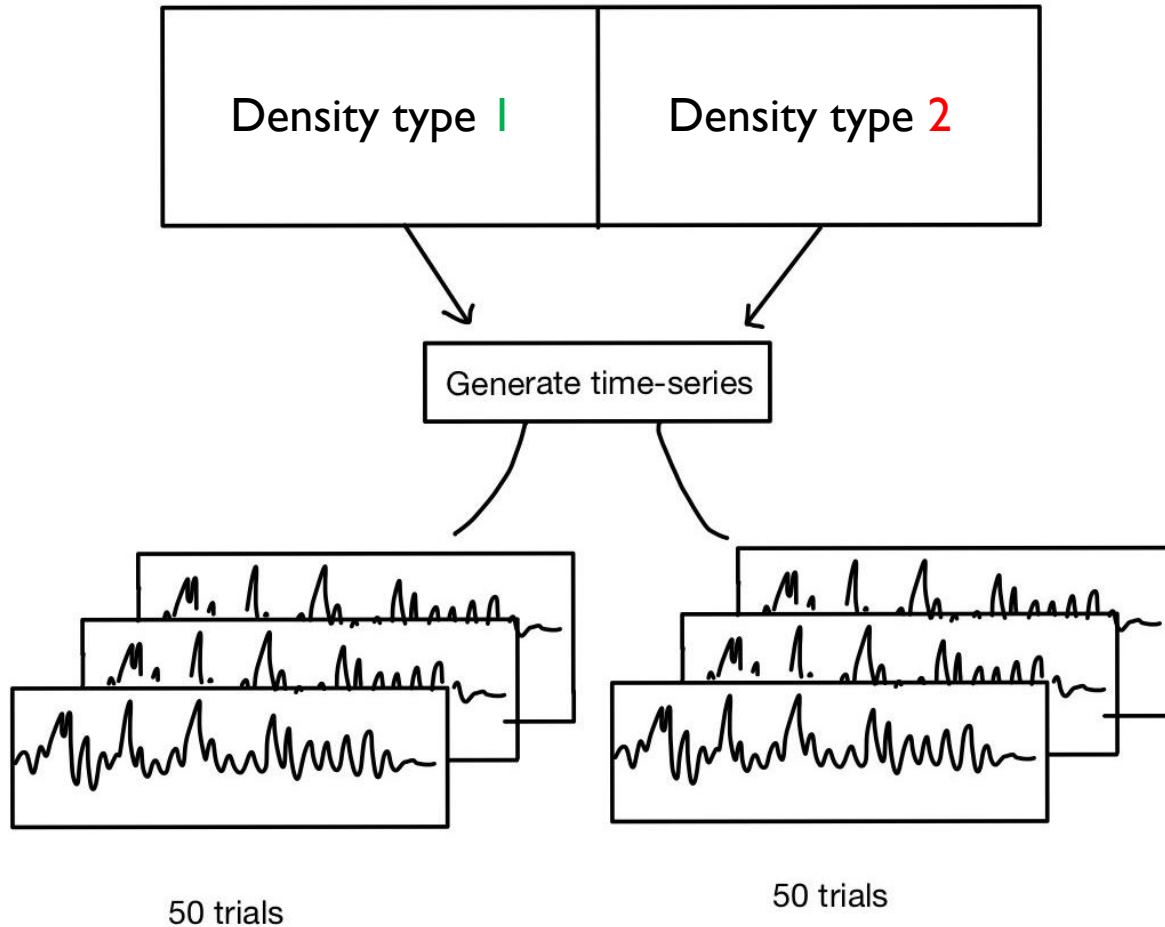 Density type 1
Density type 2
Generate time-series
50 trials
50 trials